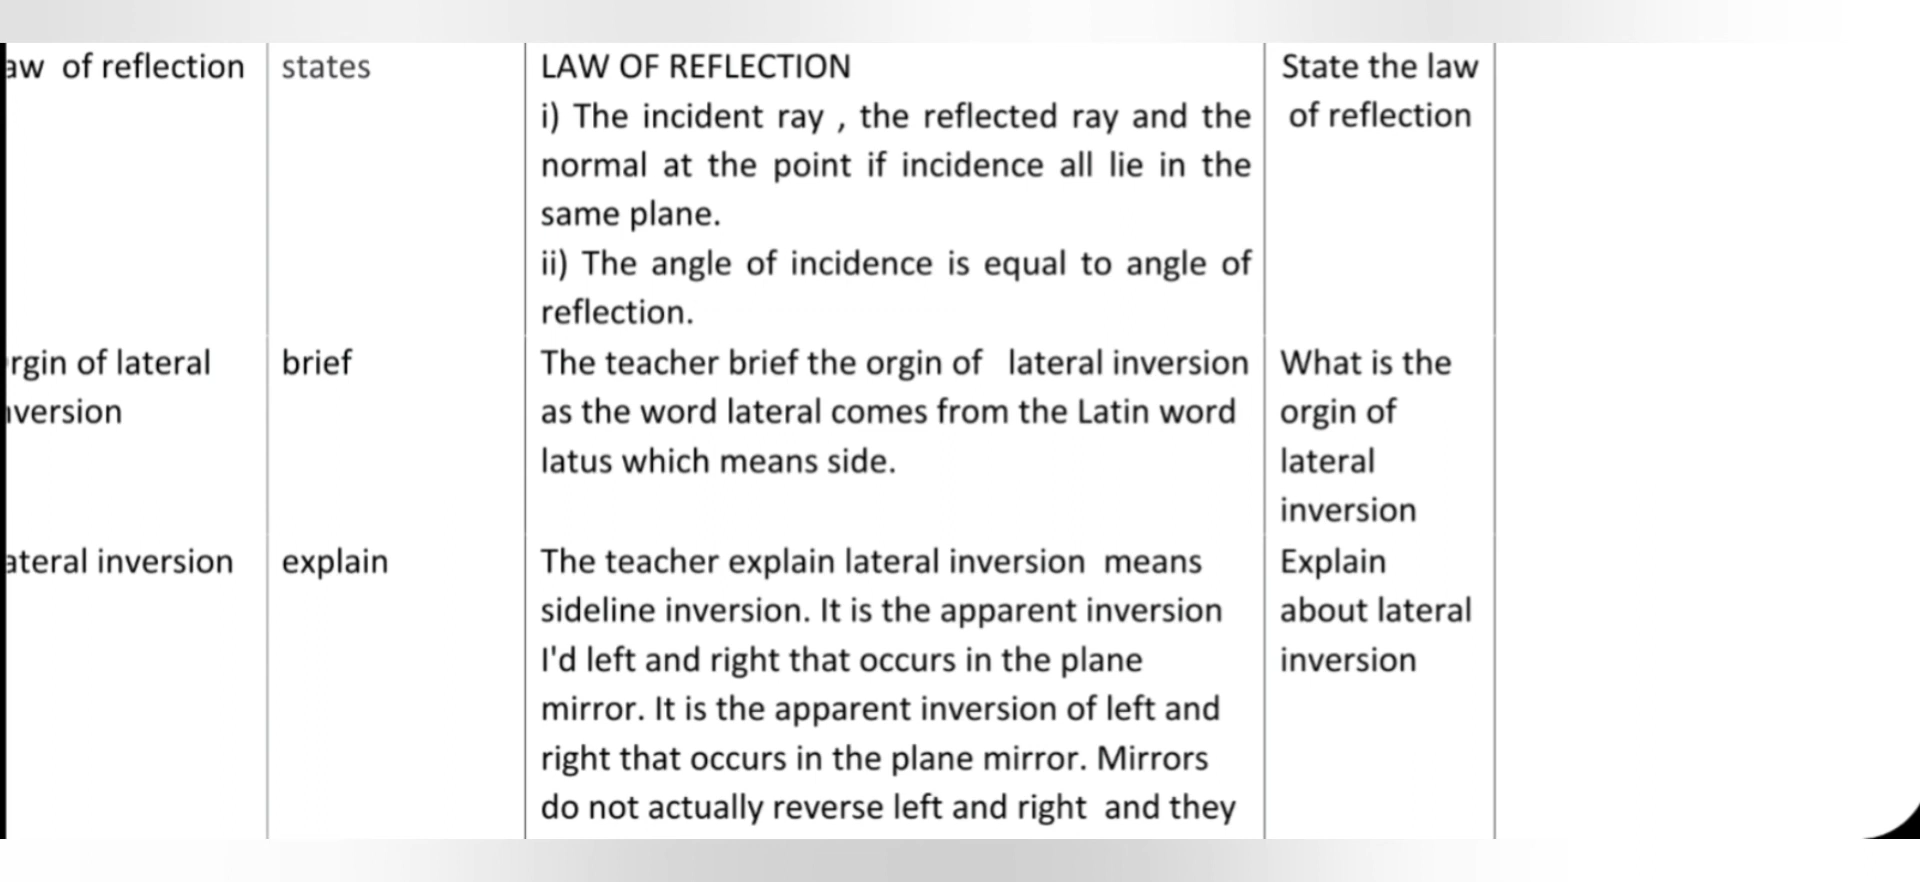 aw of reflection
states
LAW OF REFLECTION
i) The incident ray , the reflected ray and the
normal at the point if incidence all lie in the
same plane.
ii) The angle of incidence is equal to angle of
reflection.
State the law
of reflection
rgin of lateral
version
brief
The teacher brief the orgin of lateral inversion
as the word lateral comes from the Latin word
latus which means side.
What is the
orgin of
lateral
inversion
ateral inversion
explain
The teacher explain lateral inversion means
sideline inversion. It is the apparent inversion
I'd left and right that occurs in the plane
mirror. It is the apparent inversion of left and
right that occurs in the plane mirror. Mirrors
do not actually reverse left and right and they
Explain
about lateral
inversion